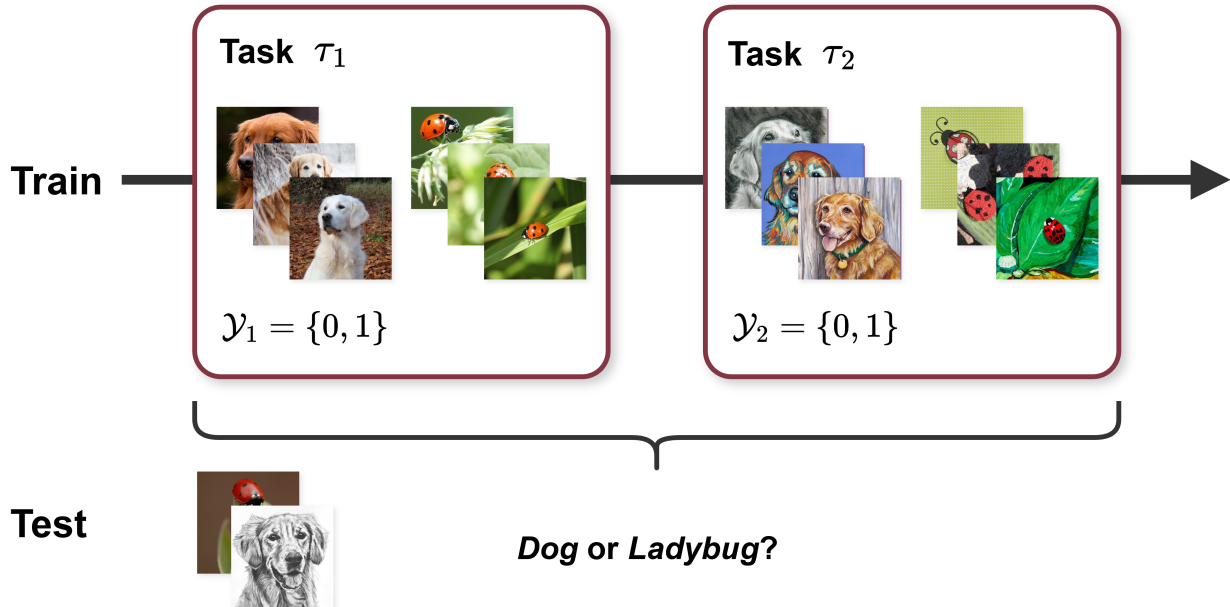 Task τ₁
Task τ₂
Train
𝒴₁ = {0, 1}
𝒴₂ = {0, 1}
Test
Dog or Ladybug?